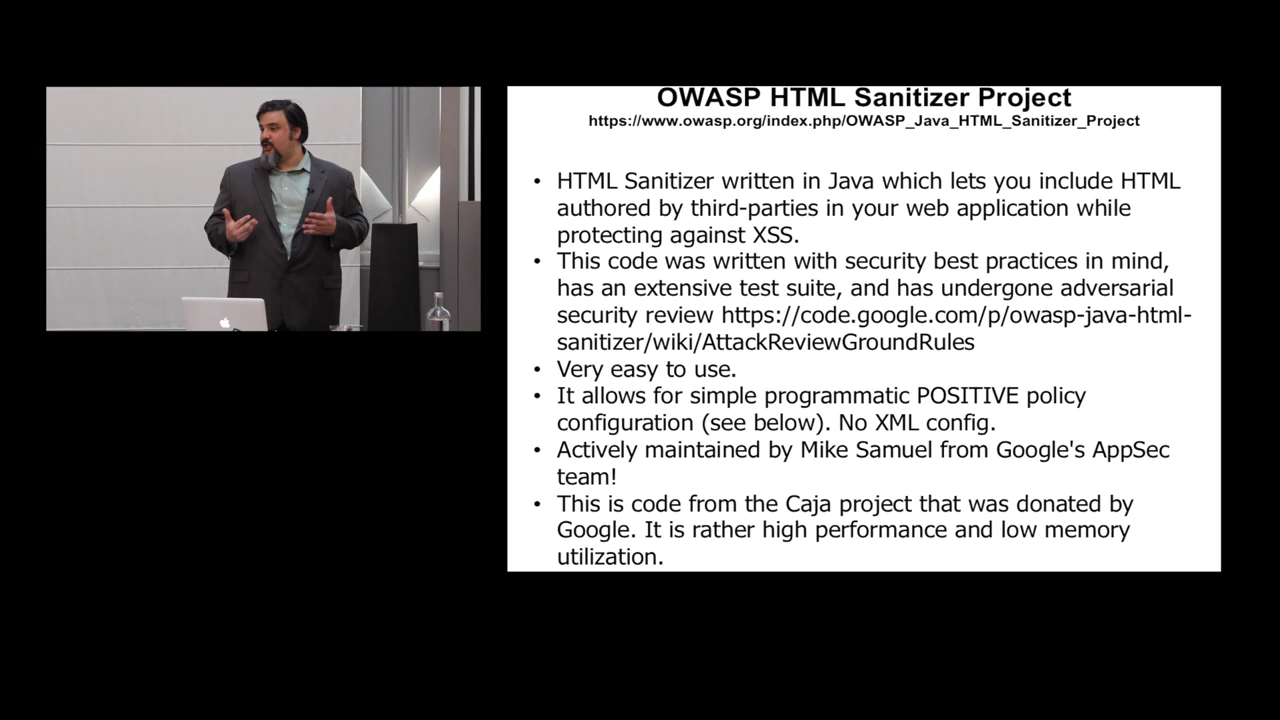 OWASP HTML Sanitizer Project
https://www.owasp.org/index.php/OWASP_Java_HTML_Sanitizer_Project
• HTML Sanitizer written in Java which lets you include HTML
authored by third-parties in your web application while
protecting against XSS.
• This code was written with security best practices in mind,
has an extensive test suite, and has undergone adversarial
security review https://code.google.com/p/owasp-java-html-
sanitizer/wiki/AttackReviewGroundRules
• Very easy to use.
• It allows for simple programmatic POSITIVE policy
configuration (see below). No XML config.
• Actively maintained by Mike Samuel from Google's AppSec
team!
• This is code from the Caja project that was donated by
Google. It is rather high performance and low memory
utilization.